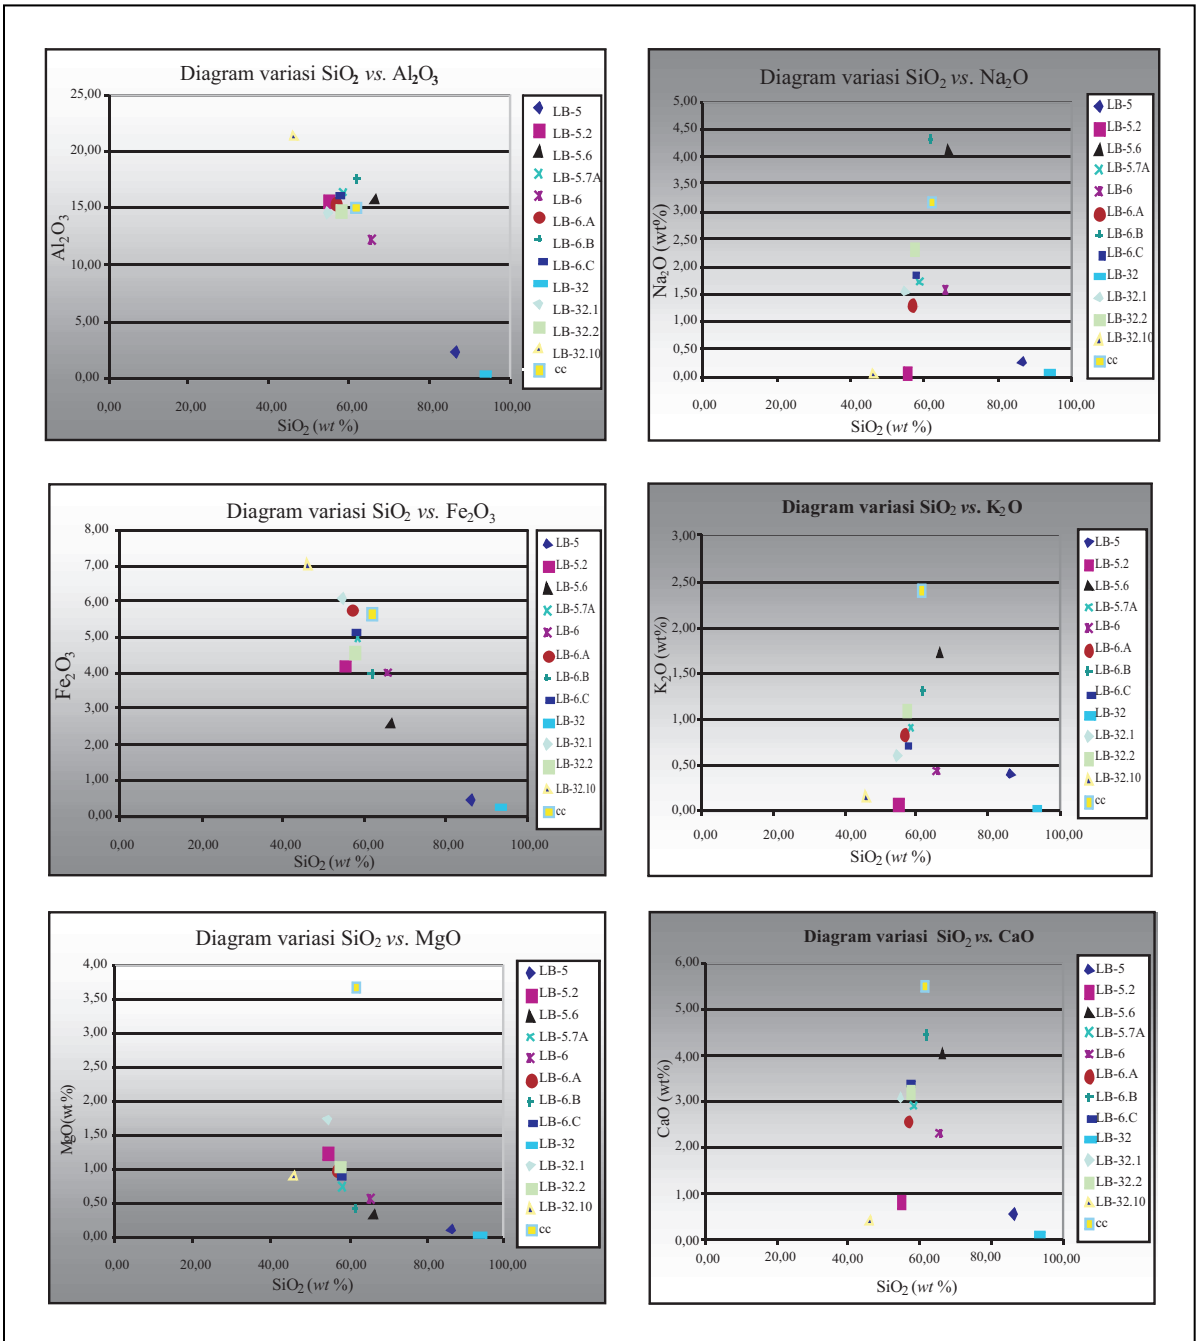 Diagram variasi SiO2 vs. Al2O3
25,00
20,00
15,00
10,00
5,00
0,00
Al2O3
0,00 20,00 40,00 60,00 80,00 100,00
SiO2 (wt %)
LB-5
LB-5.2
LB-5.6
LB-5.7A
LB-6
LB-6.A
LB-6.B
LB-6.C
LB-32
LB-32.1
LB-32.2
LB-32.10
cc
Diagram variasi SiO2 vs. Na2O
5,00
4,50
4,00
3,50
3,00
2,50
2,00
1,50
1,00
0,50
0,00
Na2O (wt%)
0,00 20,00 40,00 60,00 80,00 100,00
SiO2 (wt %)
LB-5
LB-5.2
LB-5.6
LB-5.7A
LB-6
LB-6.A
LB-6.B
LB-6.C
LB-32
LB-32.1
LB-32.2
LB-32.10
cc
Diagram variasi SiO2 vs. Fe2O3
8,00
7,00
6,00
5,00
4,00
3,00
2,00
1,00
0,00
Fe2O3
0,00 20,00 40,00 60,00 80,00 100,00
SiO2 (wt %)
LB-5
LB-5.2
LB-5.6
LB-5.7A
LB-6
LB-6.A
LB-6.B
LB-6.C
LB-32
LB-32.1
LB-32.2
LB-32.10
cc
Diagram variasi SiO2 vs. K2O
3,00
2,50
2,00
1,50
1,00
0,50
0,00
K2O (wt%)
0,00 20,00 40,00 60,00 80,00 100,00
SiO2 (wt %)
LB-5
LB-5.2
LB-5.6
LB-5.7A
LB-6
LB-6.A
LB-6.B
LB-6.C
LB-32
LB-32.1
LB-32.2
LB-32.10
cc
Diagram variasi SiO2 vs. MgO
4,00
3,50
3,00
2,50
2,00
1,50
1,00
0,50
0,00
MgO(wt %)
0,00 20,00 40,00 60,00 80,00 100,00
SiO2 (wt %)
LB-5
LB-5.2
LB-5.6
LB-5.7A
LB-6
LB-6.A
LB-6.B
LB-6.C
LB-32
LB-32.1
LB-32.2
LB-32.10
cc
Diagram variasi SiO2 vs. CaO
6,00
5,00
4,00
3,00
2,00
1,00
0,00
CaO (wt%)
0,00 20,00 40,00 60,00 80,00 100,00
SiO2 (wt %)
LB-5
LB-5.2
LB-5.6
LB-5.7A
LB-6
LB-6.A
LB-6.B
LB-6.C
LB-32
LB-32.1
LB-32.2
LB-32.10
cc